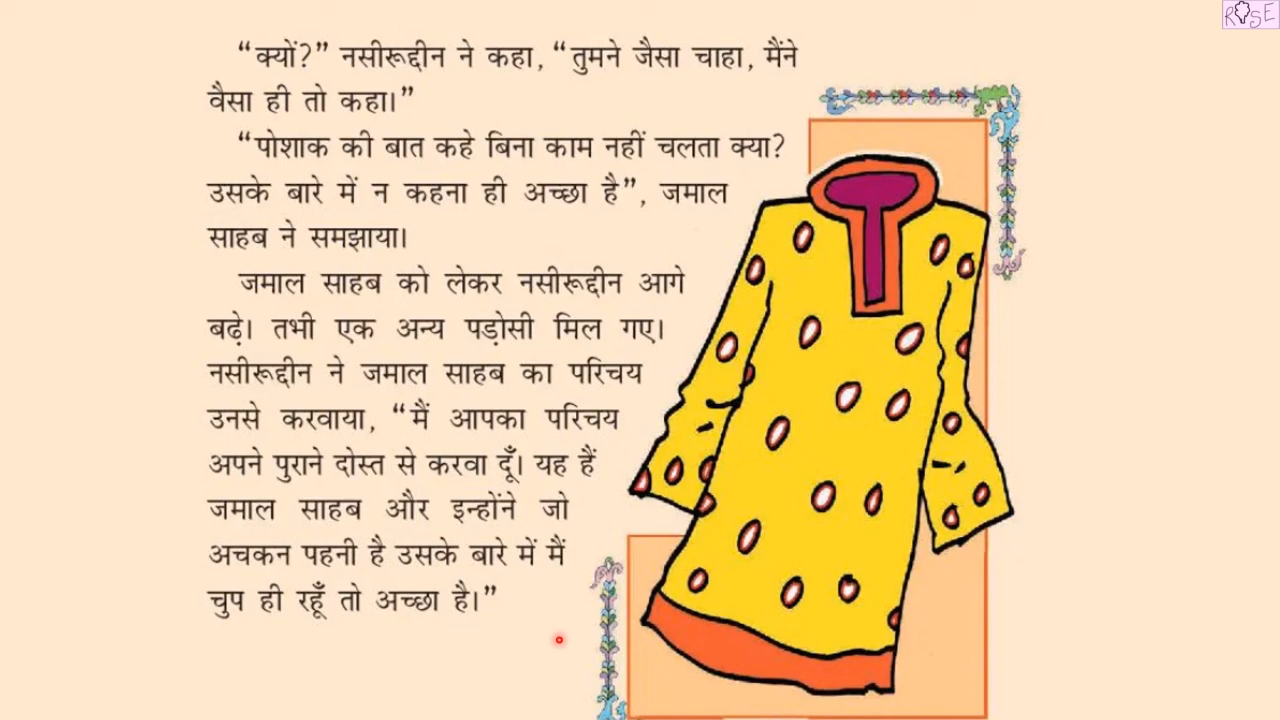 “क्यों?” नसीरूद्दीन ने कहा, “तुमने जैसा चाहा, मैंने
वैसा ही तो कहा।”
“पोशाक की बात कहे बिना काम नहीं चलता क्या?
उसके बारे में न कहना ही अच्छा है”, जमाल
साहब ने समझाया।
जमाल साहब को लेकर नसीरूद्दीन आगे
बढ़े। तभी एक अन्य पड़ोसी मिल गए।
नसीरूद्दीन ने जमाल साहब का परिचय
उनसे करवाया, “मैं आपका परिचय
अपने पुराने दोस्त से करवा दूँ। यह हैं
जमाल साहब और इन्होंने जो
अचकन पहनी है उसके बारे में मैं
चुप ही रहूँ तो अच्छा है।”
ROSE